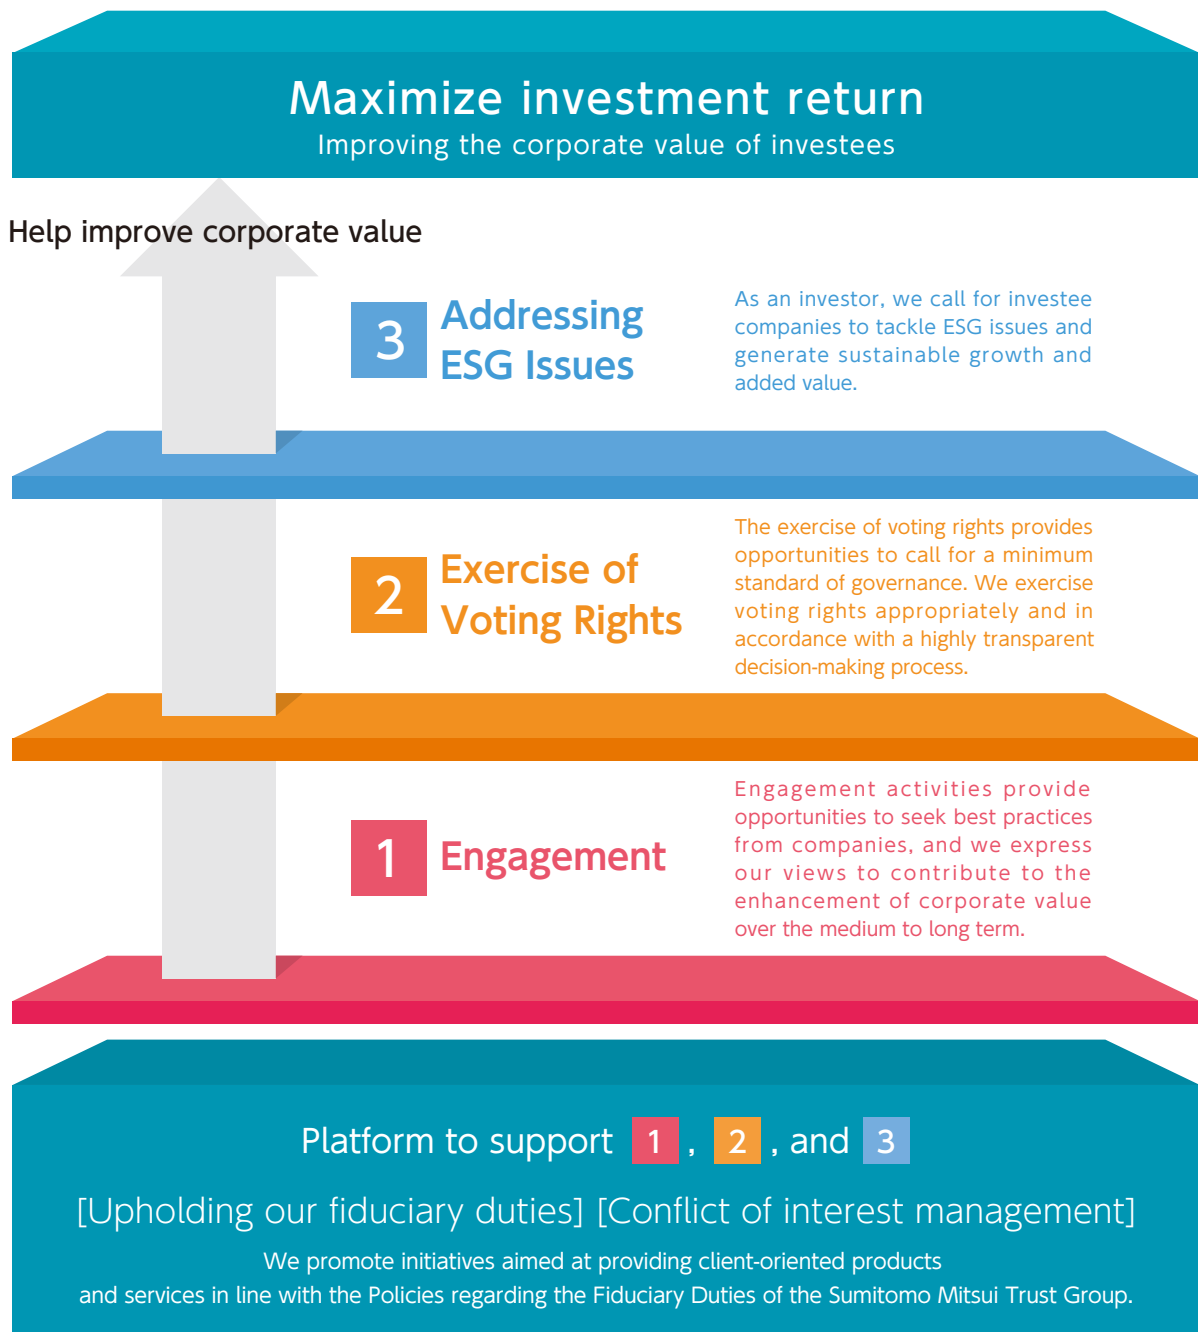 Maximize investment return
Improving the corporate value of investees
Help improve corporate value
3
Addressing
ESG Issues
As an investor, we call for investee
companies to tackle ESG issues and
generate sustainable growth and
added value.
2
Exercise of
Voting Rights
The exercise of voting rights provides
opportunities to call for a minimum
standard of governance. We exercise
voting rights appropriately and in
accordance with a highly transparent
decision-making process.
1
Engagement
Engagement activities provide
opportunities to seek best practices
from companies, and we express
our views to contribute to the
enhancement of corporate value
over the medium to long term.
Platform to support 1 , 2 , and 3
[Upholding our fiduciary duties] [Conflict of interest management]
We promote initiatives aimed at providing client-oriented products
and services in line with the Policies regarding the Fiduciary Duties of the Sumitomo Mitsui Trust Group.